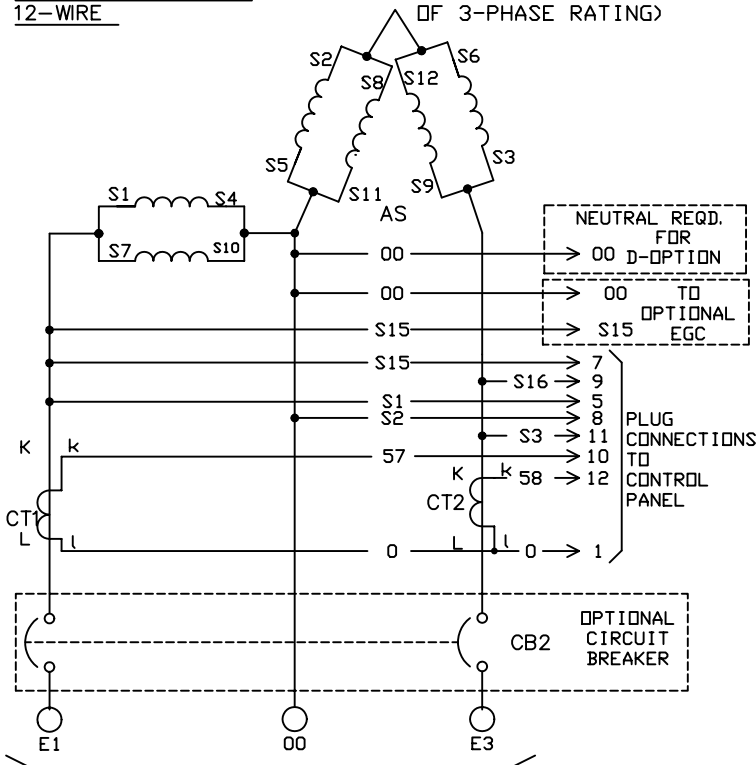 12-WIRE
OF 3-PHASE RATING)
S2
S6
S8
S12
S5
S3
S11
S9
S1
S4
AS
S7
S10
NEUTRAL REQD.
FOR
00 D-OPTION
00
00
00 TO
OPTIONAL
S15 EGC
S15
S15
7
S16
9
S1
5
S2
8
PLUG
S3
11
CONNECTIONS
K
k
57
10
TO
K
k
58
12
CONTROL
CT2
PANEL
CT1
L
l
0
L
l
0
1
OPTIONAL
CIRCUIT
CB2
BREAKER
E1
00
E3